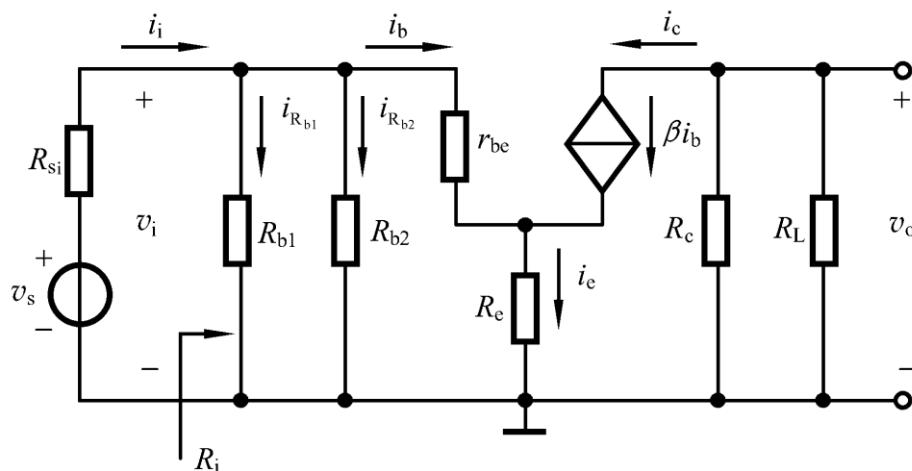 i_i
i_b
i_c
+
i_{R_{b1}}
i_{R_{b2}}
+
R_{si}
r_{be}
βi_b
v_i
R_{b1}
R_{b2}
R_c
R_L
v_o
+
v_s
−
R_e
i_e
−
−
R_i